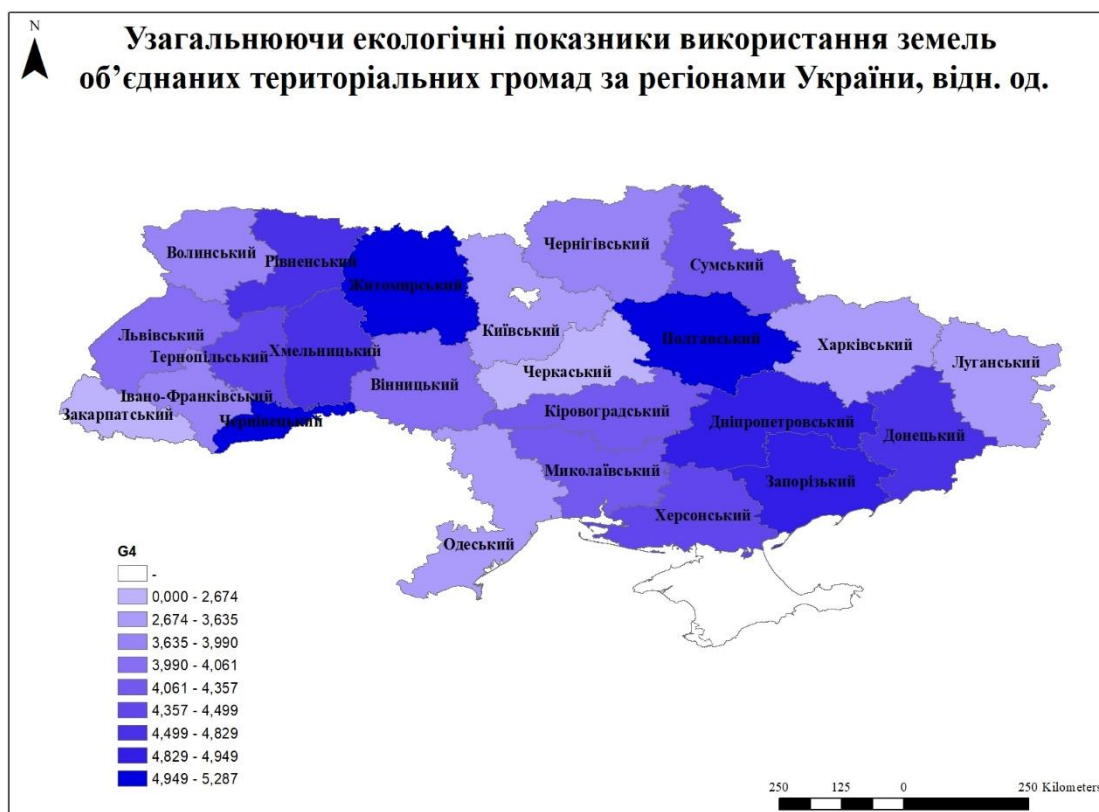 N
Узагальнюючи екологічні показники використання земель
об’єднаних територіальних громад за регіонами України, відн. од.
Волинський
Рівненський
Житомирський
Чернігівський
Сумський
Київський
Львівський
Тернопільський
Хмельницький
Полтавський
Харківський
Луганський
Черкаський
Вінницький
Івано-Франківський
Закарпатський
Чернівецький
Кіровоградський
Дніпропетровський
Донецький
Миколаївський
Запорізький
Херсонський
Одеський
G4
-
0,000 - 2,674
2,674 - 3,635
3,635 - 3,990
3,990 - 4,061
4,061 - 4,357
4,357 - 4,499
4,499 - 4,829
4,829 - 4,949
4,949 - 5,287
250 125 0 250 Kilometers